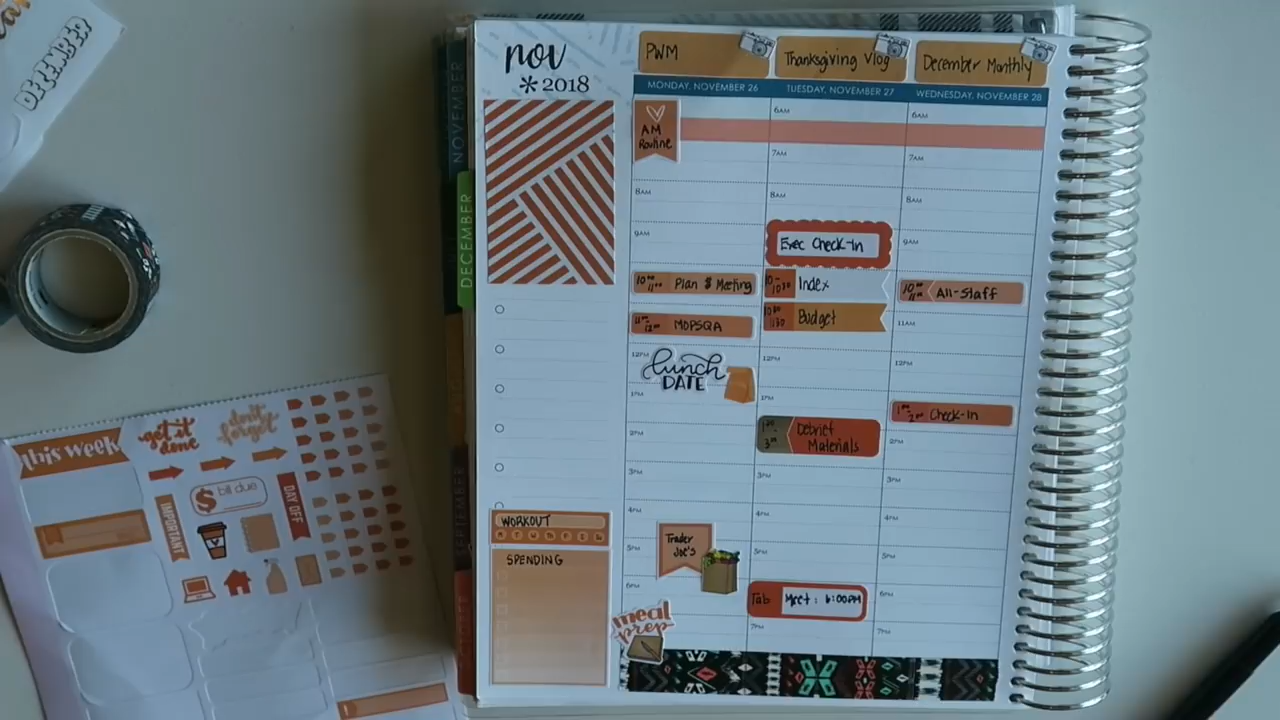 DECEMBER
nov
*2018
NOVEMBER
DECEMBER
PWM
Thanksgiving Vlog
December Monthly
MONDAY, NOVEMBER 26
TUESDAY, NOVEMBER 27
WEDNESDAY, NOVEMBER 28
AM
Routine
6AM
7AM
8AM
9AM
6AM
7AM
8AM
9AM
11AM
Exec Check-In
Plan & Meeting
Index
All-Staff
MOPSQA
Budget
12PM
lunch
DATE
1PM
2PM
3PM
4PM
5PM
6PM
12PM
1PM
Debrief
Materials
3PM
4PM
5PM
7PM
12PM
Check-In
2PM
3PM
4PM
5PM
6PM
7PM
Trader
Joe's
Tab:
Meet: 6:00PM
meal
prep
WORKOUT
SPENDING
this week
get it
done
don't
forget
bill due
DAY OFF
IMPORTANT
SEPTEMBER